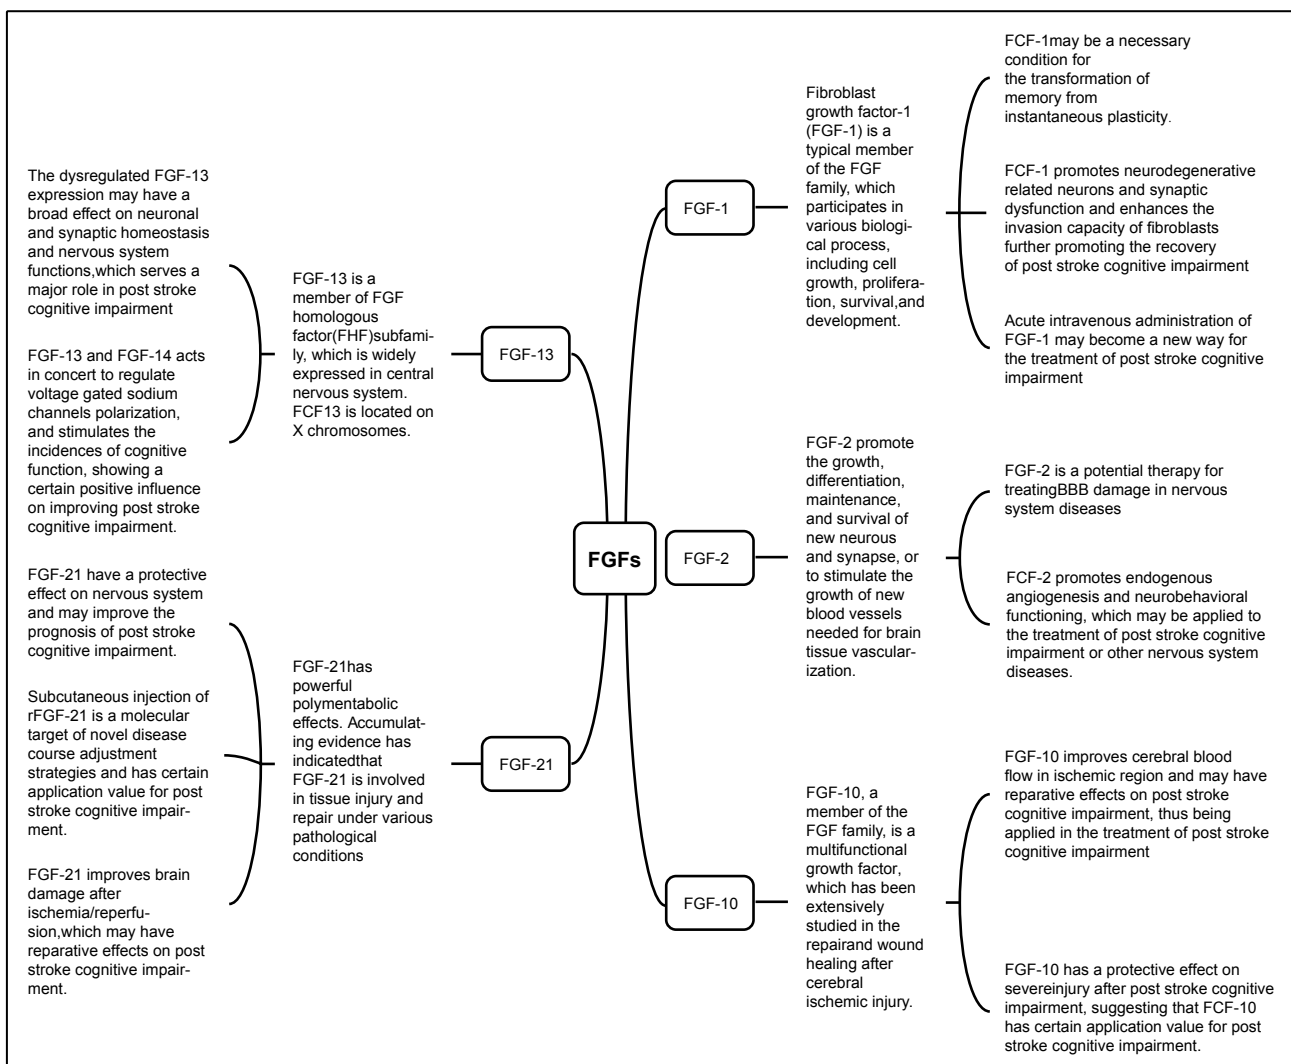 FGFs
FGF-1
Fibroblast
growth factor-1
(FGF-1) is a
typical member
of the FGF
family, which
participates in
various biologi-
cal process,
including cell
growth, prolifera-
tion, survival,and
development.
FCF-1may be a necessary
condition for
the transformation of
memory from
instantaneous plasticity.
FCF-1 promotes neurodegenerative
related neurons and synaptic
dysfunction and enhances the
invasion capacity of fibroblasts
further promoting the recovery
of post stroke cognitive impairment
Acute intravenous administration of
FGF-1 may become a new way for
the treatment of post stroke cognitive
impairment
FGF-2
FGF-2 promote
the growth,
differentiation,
maintenance,
and survival of
new neurous
and synapse, or
to stimulate the
growth of new
blood vessels
needed for brain
tissue vascular-
ization.
FGF-2 is a potential therapy for
treatingBBB damage in nervous
system diseases
FCF-2 promotes endogenous
angiogenesis and neurobehavioral
functioning, which may be applied to
the treatment of post stroke cognitive
impairment or other nervous system
diseases.
FGF-10
FGF-10, a
member of the
FGF family, is a
multifunctional
growth factor,
which has been
extensively
studied in the
repairand wound
healing after
cerebral
ischemic injury.
FGF-10 improves cerebral blood
flow in ischemic region and may have
reparative effects on post stroke
cognitive impairment, thus being
applied in the treatment of post stroke
cognitive impairment
FGF-10 has a protective effect on
severeinjury after post stroke cognitive
impairment, suggesting that FCF-10
has certain application value for post
stroke cognitive impairment.
FGF-13
FGF-13 is a
member of FGF
homologous
factor(FHF)subfami-
ly, which is widely
expressed in central
nervous system.
FCF13 is located on
X chromosomes.
The dysregulated FGF-13
expression may have a
broad effect on neuronal
and synaptic homeostasis
and nervous system
functions,which serves a
major role in post stroke
cognitive impairment
FGF-13 and FGF-14 acts
in concert to regulate
voltage gated sodium
channels polarization,
and stimulates the
incidences of cognitive
function, showing a
certain positive influence
on improving post stroke
cognitive impairment.
FGF-21
FGF-21has
powerful
polymentabolic
effects. Accumulat-
ing evidence has
indicatedthat
FGF-21 is involved
in tissue injury and
repair under various
pathological
conditions
FGF-21 have a protective
effect on nervous system
and may improve the
prognosis of post stroke
cognitive impairment.
Subcutaneous injection of
rFGF-21 is a molecular
target of novel disease
course adjustment
strategies and has certain
application value for post
stroke cognitive impair-
ment.
FGF-21 improves brain
damage after
ischemia/reperfu-
sion,which may have
reparative effects on post
stroke cognitive impair-
ment.